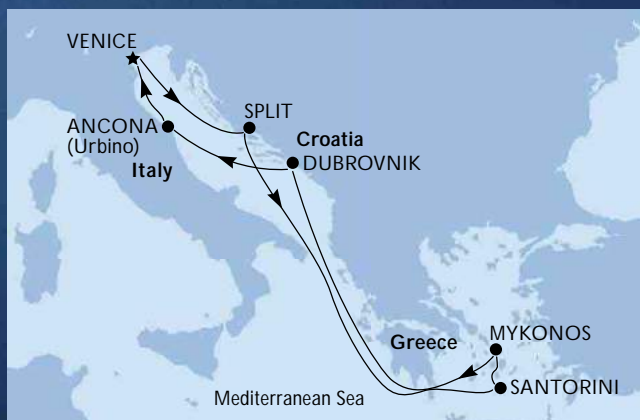 VENICE
SPLIT
ANCONA
(Urbino)
Italy
Croatia
DUBROVNIK
Greece
MYKONOS
SANTORINI
Mediterranean Sea